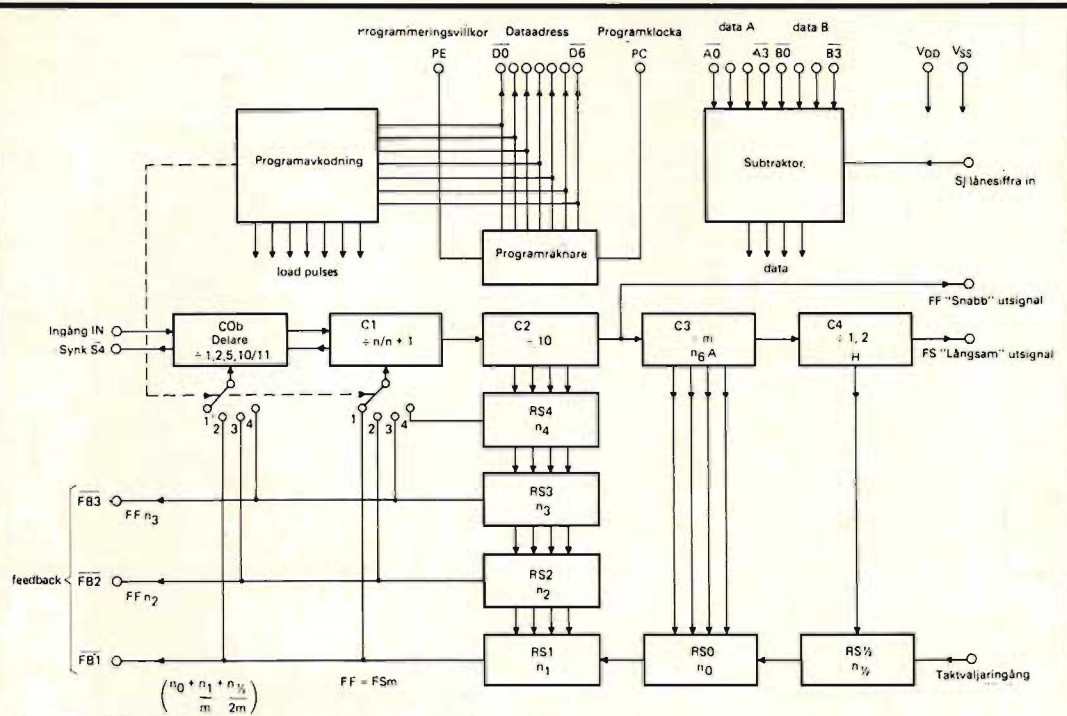 Programmeringsvillkor Dataadress Programklocka data A data B
PE D0 D6 PC A0 A3 B0 B3 VDD VSS
Programavkodning
Subtraktor.
SJ lånesiffra in
Programräknare
load pulses
data
FF "Snabb" utsignal
Ingång IN
Synk S4
COb
Delare
÷ 1,2,5,10/11
C1
÷ n/n + 1
C2
÷ 10
C3
÷ m
n6 A
C4
÷ 1, 2
H
FS "Långsam" utsignal
1 2 3 4
1 2 3 4
RS4
n4
RS3
n3
FB3
FF n3
feedback
RS2
n2
FB2
FF n2
RS1
n1
RS0
n0
RS½
n½
FB1
Taktväljaringång
FF = FSm
(n0 + n1/m + n½/2m)